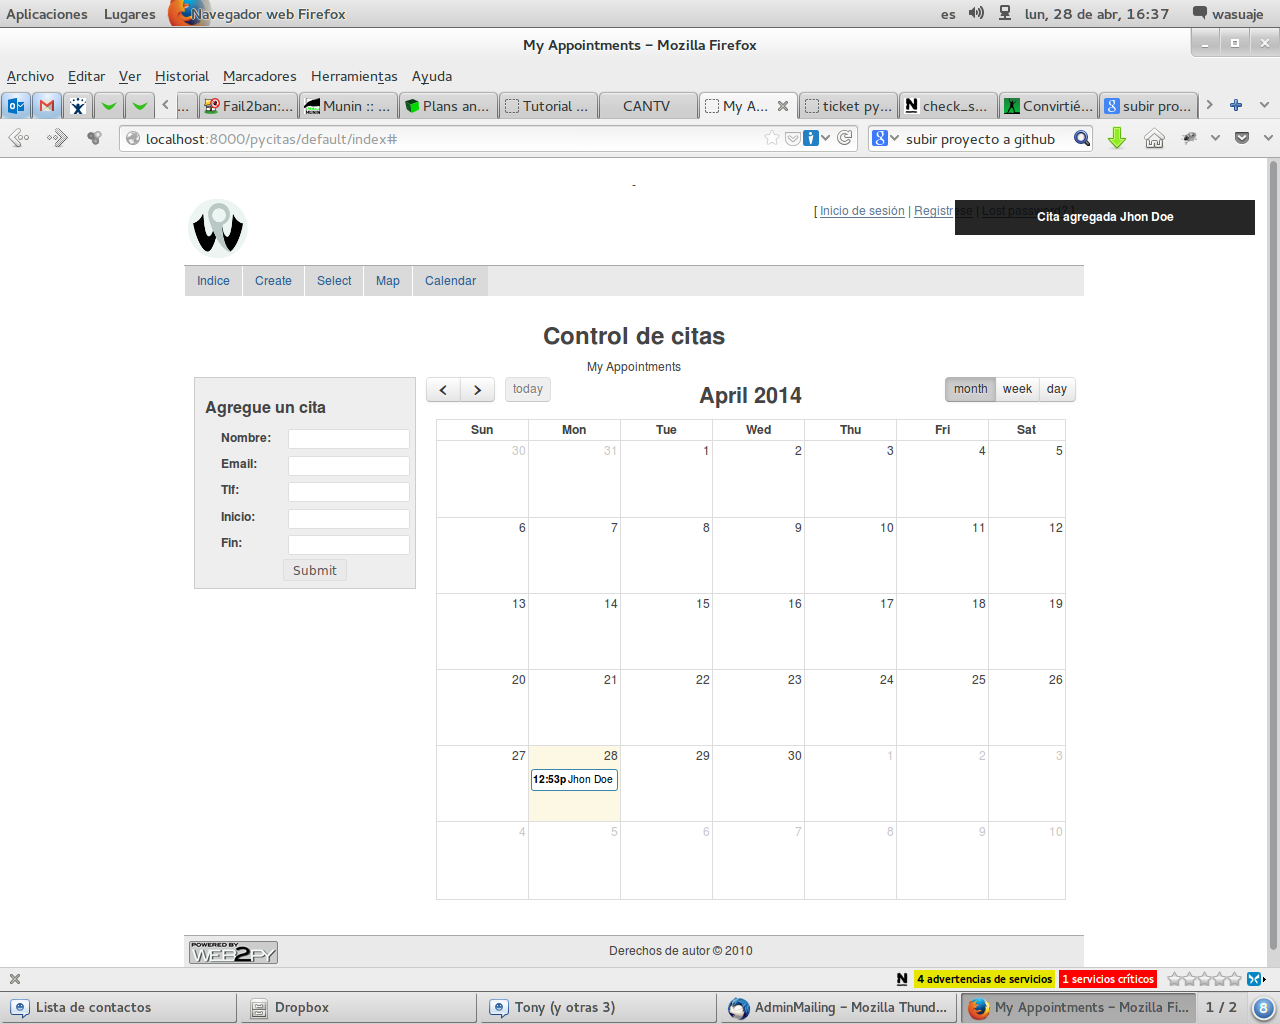 Aplicaciones Lugares Navegador web Firefox es lun, 28 de abr, 16:37 wasuaje
My Appointments – Mozilla Firefox
Archivo Editar Ver Historial Marcadores Herramientas Ayuda
... Fail2ban:... Munin :: ... Plans an... Tutorial ... CANTV My A... ticket py... check_s... Convirtié... subir pro...
localhost:8000/pycitas/default/index# subir proyecto a github
-
[ Inicio de sesión | Registrese | Lost password? ]
Cita agregada Jhon Doe
Indice Create Select Map Calendar
Control de citas
My Appointments
today April 2014 month week day
Agregue un cita
Nombre:
Email:
Tlf:
Inicio:
Fin:
Submit
Sun Mon Tue Wed Thu Fri Sat
30 31 1 2 3 4 5
6 7 8 9 10 11 12
13 14 15 16 17 18 19
20 21 22 23 24 25 26
27 28 29 30 1 2 3
12:53p Jhon Doe
4 5 6 7 8 9 10
POWERED BY
WEB2PY
Derechos de autor © 2010
4 advertencias de servicios 1 servicios críticos
Lista de contactos Dropbox Tony (y otras 3) AdminMailing – Mozilla Thund... My Appointments – Mozilla Fi... 1 / 2 8